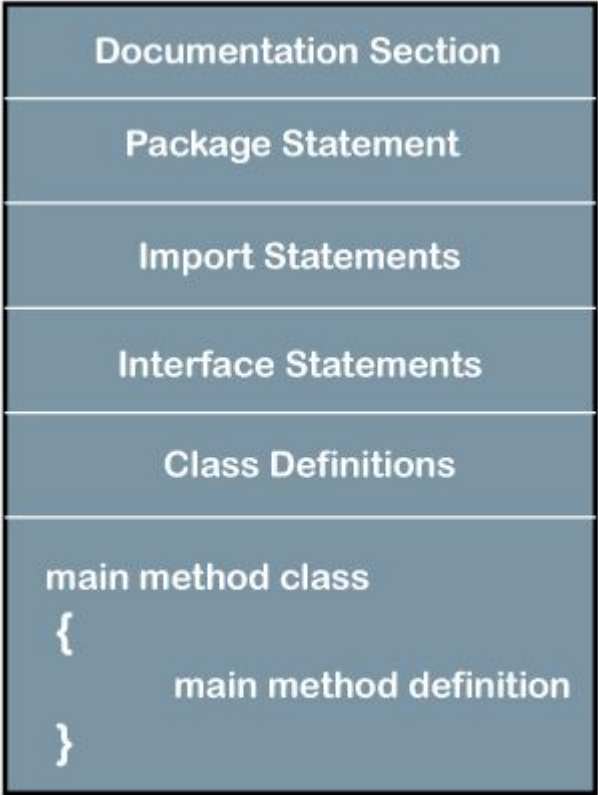 Documentation Section
Package Statement
Import Statements
Interface Statements
Class Definitions
main method class
{
main method definition
}